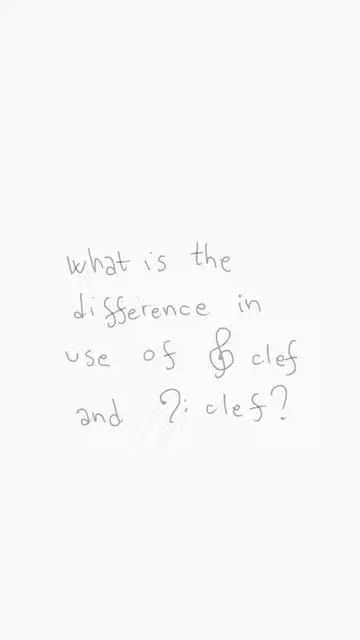 what is the
difference in
use of 𝄞 clef
and 𝄢 clef?